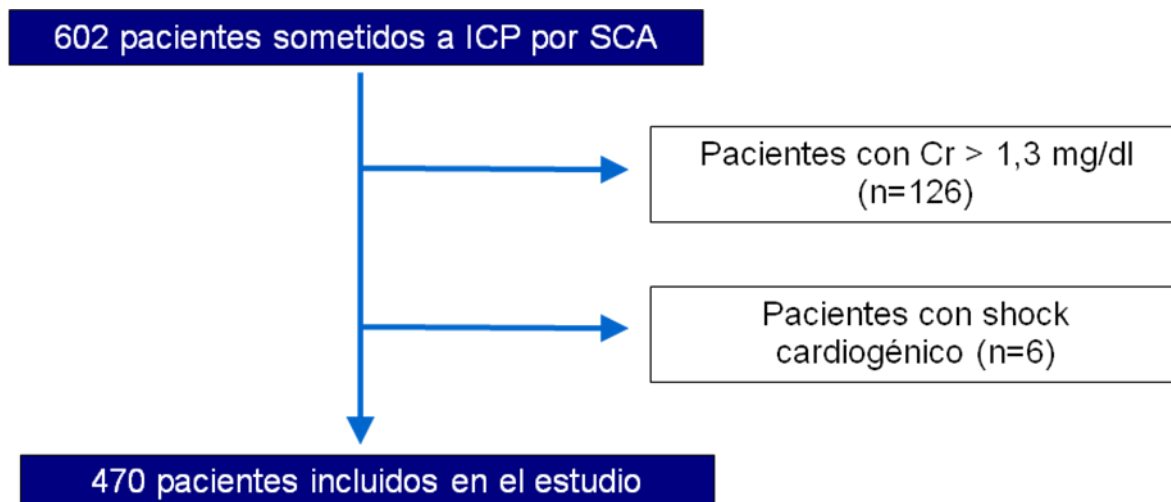 602 pacientes sometidos a ICP por SCA
Pacientes con Cr > 1,3 mg/dl
(n=126)
Pacientes con shock
cardiogénico (n=6)
470 pacientes incluidos en el estudio